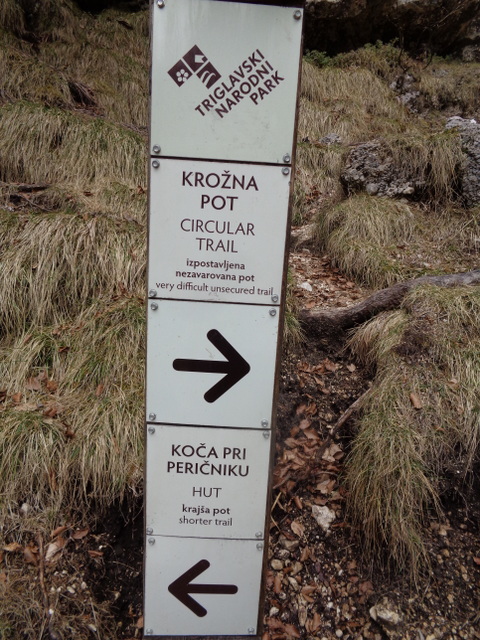 TRIGLAVSKI
NARODNI
PARK
KROŽNA
POT
CIRCULAR
TRAIL
izpostavljena
nezavarovana pot
very difficult unsecured trail
KOČA PRI
PERIČNIKU
HUT
krajša pot
shorter trail